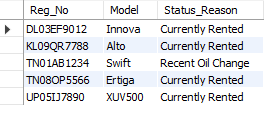 Reg_No Model Status_Reason
DL03EF9012 Innova Currently Rented
KL09QR7788 Alto Currently Rented
TN01AB1234 Swift Recent Oil Change
TN08OP5566 Ertiga Currently Rented
UP05IJ7890 XUV500 Currently Rented